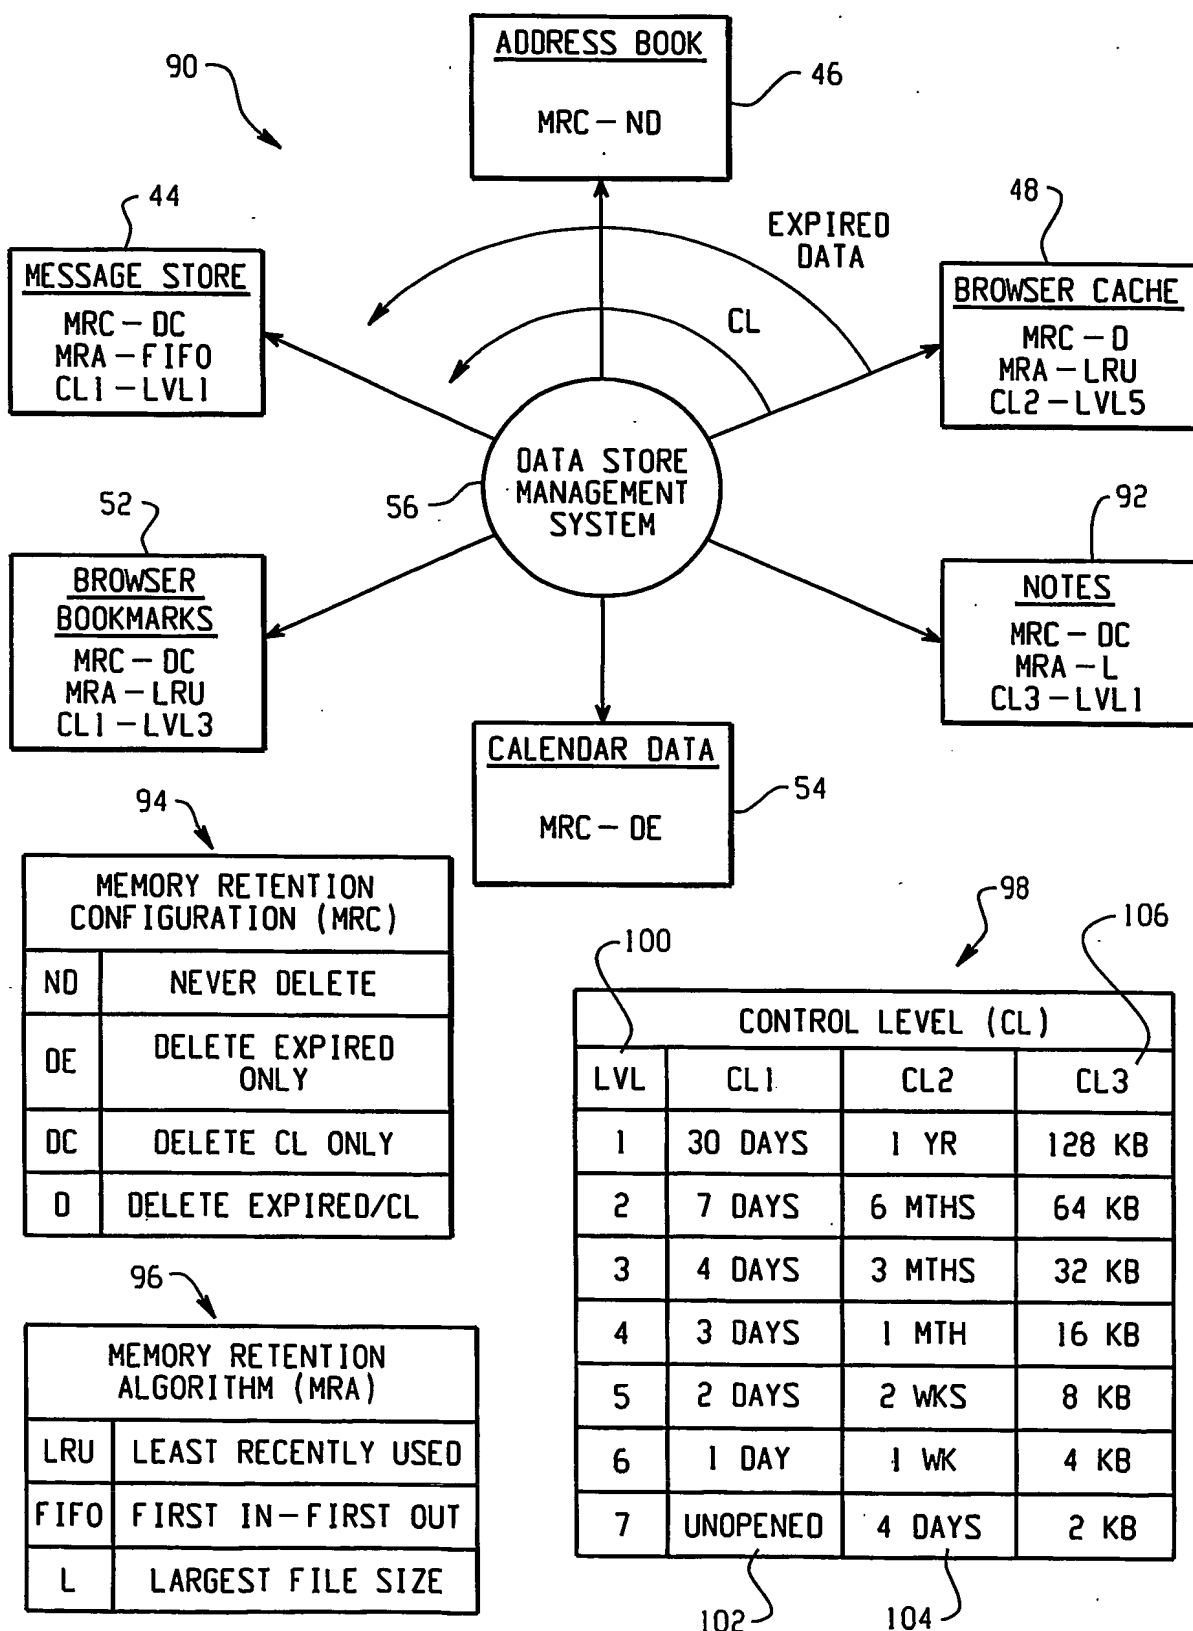 90
ADDRESS BOOK
MRC-ND
46
44
MESSAGE STORE
MRC-DC
MRA-FIFO
CL1-LVL1
EXPIRED
DATA
CL
48
BROWSER CACHE
MRC-D
MRA-LRU
CL2-LVL5
DATA STORE
MANAGEMENT
SYSTEM
56
52
BROWSER
BOOKMARKS
MRC-DC
MRA-LRU
CL1-LVL3
92
NOTES
MRC-DC
MRA-L
CL3-LVL1
CALENDAR DATA
MRC-DE
54
94
MEMORY RETENTION
CONFIGURATION (MRC)
ND NEVER DELETE
DE DELETE EXPIRED
ONLY
DC DELETE CL ONLY
D DELETE EXPIRED/CL
96
MEMORY RETENTION
ALGORITHM (MRA)
LRU LEAST RECENTLY USED
FIFO FIRST IN-FIRST OUT
L LARGEST FILE SIZE
98
100
106
CONTROL LEVEL (CL)
LVL CL1 CL2 CL3
1 30 DAYS 1 YR 128 KB
2 7 DAYS 6 MTHS 64 KB
3 4 DAYS 3 MTHS 32 KB
4 3 DAYS 1 MTH 16 KB
5 2 DAYS 2 WKS 8 KB
6 1 DAY 1 WK 4 KB
7 UNOPENED 4 DAYS 2 KB
102
104